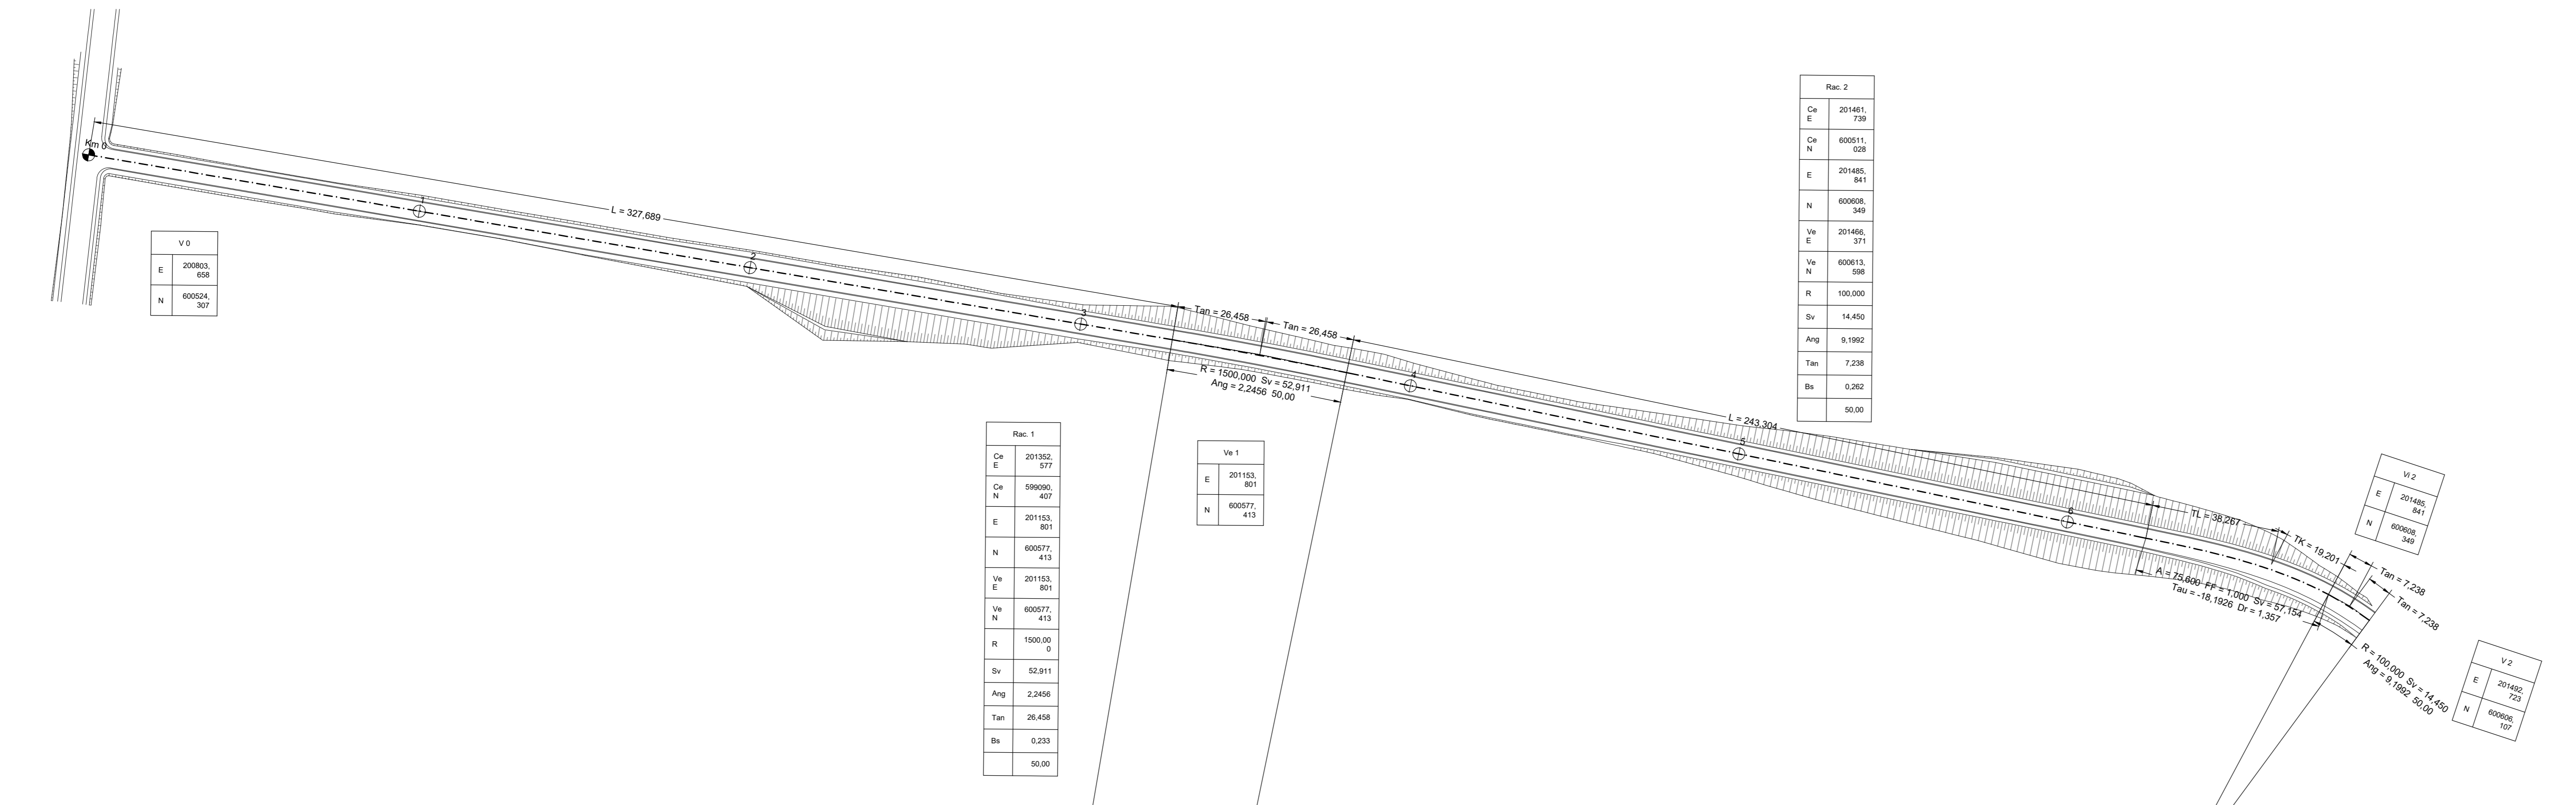 Km 0
1
2
3
4
5
6
L = 327,689
Tan = 26,458
Tan = 26,458
R = 1500,000 Sv = 52,911
Ang = 2,2456 50,00
L = 243,304
TL = 38,267
TK = 19,201
A = 75,600 FF = 1,000 Sv = 57,154
Tau = -18,1926 Dr = 1,357
Tan = 7,238
Tan = 7,238
R = 100,000 Sv = 14,450
Ang = 9,1992 50,00
V 0
E 200803,
658
N 600524,
307
Rac. 1
Ce 201352,
E 577
Ce 599090,
N 407
E 201153,
801
N 600577,
413
Ve 201153,
E 801
Ve 600577,
N 413
R 1500,00
0
Sv 52,911
Ang 2,2456
Tan 26,458
Bs 0,233
50,00
Ve 1
E 201153,
801
N 600577,
413
Rac. 2
Ce 201461,
E 739
Ce 600511,
N 028
E 201485,
841
N 600608,
349
Ve 201466,
E 371
Ve 600613,
N 598
R 100,000
Sv 14,450
Ang 9,1992
Tan 7,238
Bs 0,262
50,00
Vi 2
E 201485,
841
N 600608,
349
V 2
E 201492,
723
N 600606,
107